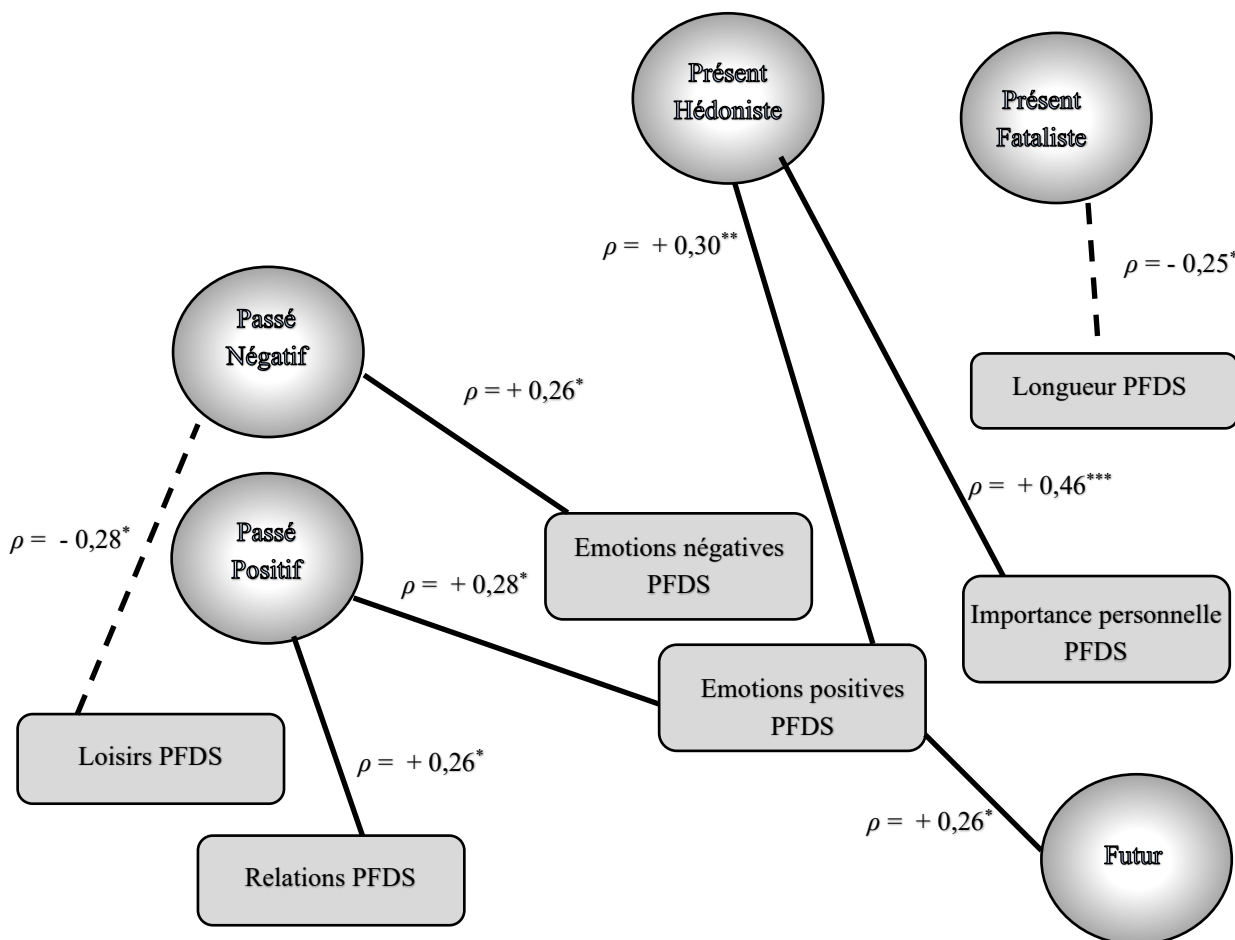 Présent
Hédoniste
Présent
Fataliste
ρ = + 0,30**
ρ = - 0,25*
Passé
Négatif
ρ = + 0,26*
Longueur PFDS
ρ = + 0,46***
Passé
Positif
ρ = - 0,28*
Emotions négatives
PFDS
ρ = + 0,28*
Importance personnelle
PFDS
Emotions positives
PFDS
Loisirs PFDS
ρ = + 0,26*
ρ = + 0,26*
Futur
Relations PFDS